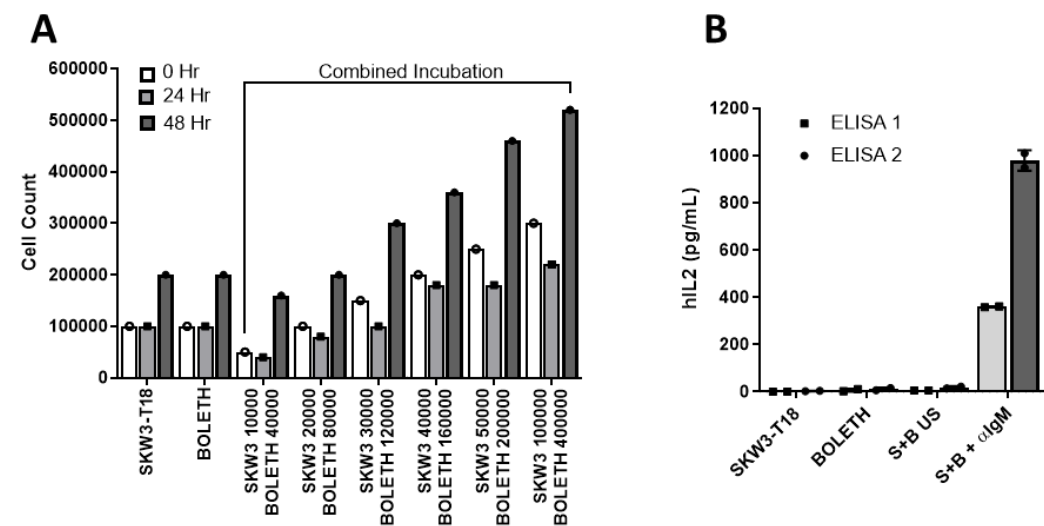 A
B
0 Hr
24 Hr
48 Hr
Combined Incubation
Cell Count
600000
500000
400000
300000
200000
100000
0
SKW3-T18
BOLETH
SKW3 10000
BOLETH 40000
SKW3 20000
BOLETH 80000
SKW3 30000
BOLETH 120000
SKW3 40000
BOLETH 160000
SKW3 50000
BOLETH 200000
SKW3 100000
BOLETH 400000
ELISA 1
ELISA 2
hIL2 (pg/mL)
1200
1000
800
600
400
200
0
SKW3-T18
BOLETH
S+B US
S+B + αIgM